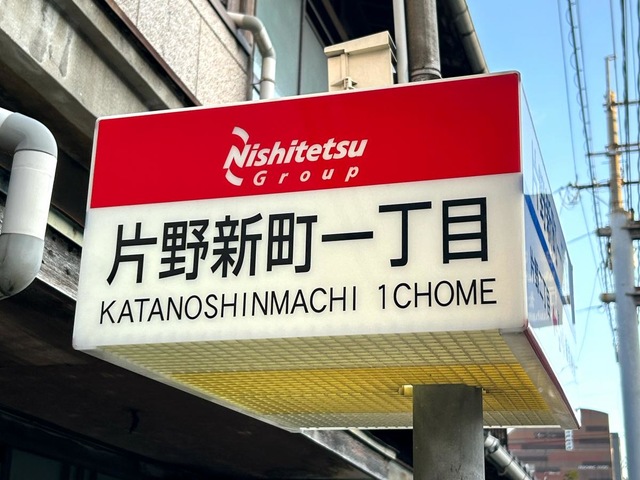 Nishitetsu
Group
片野新町一丁目
KATANOSHINMACHI 1CHOME